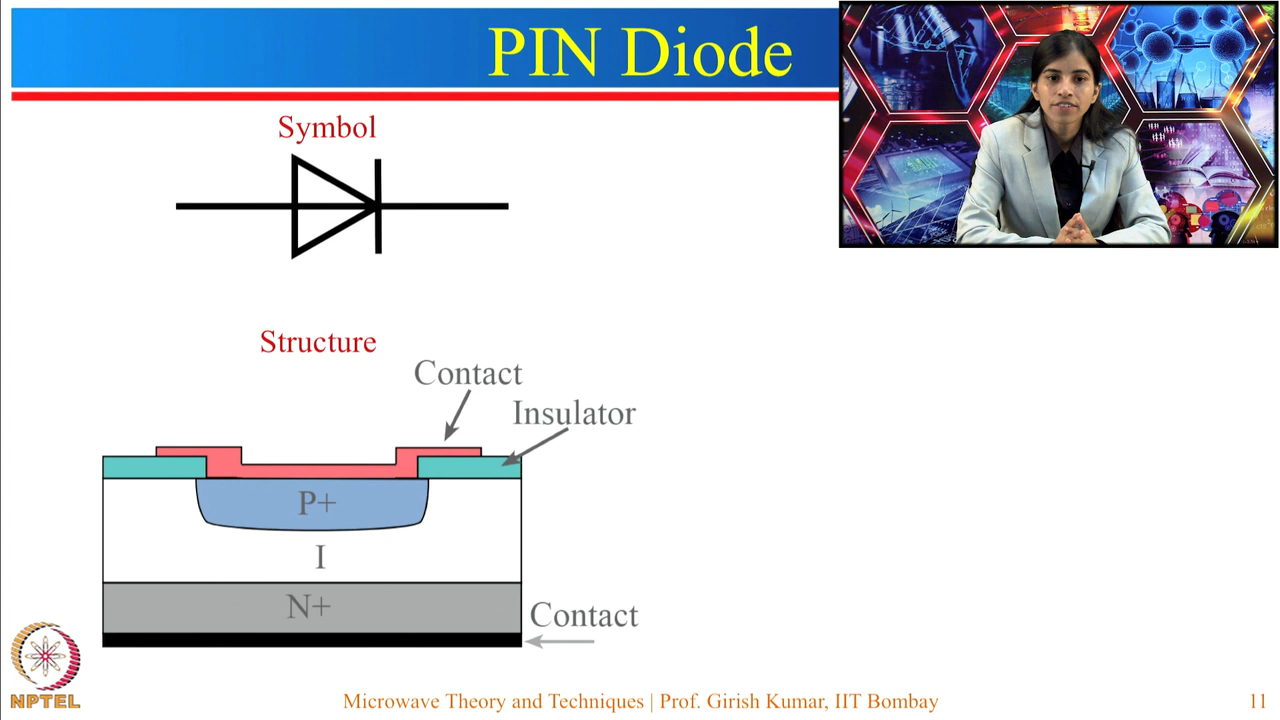 PIN Diode
Symbol
Structure
Contact
Insulator
P+
I
N+
Contact
NPTEL
Microwave Theory and Techniques | Prof. Girish Kumar, IIT Bombay
11